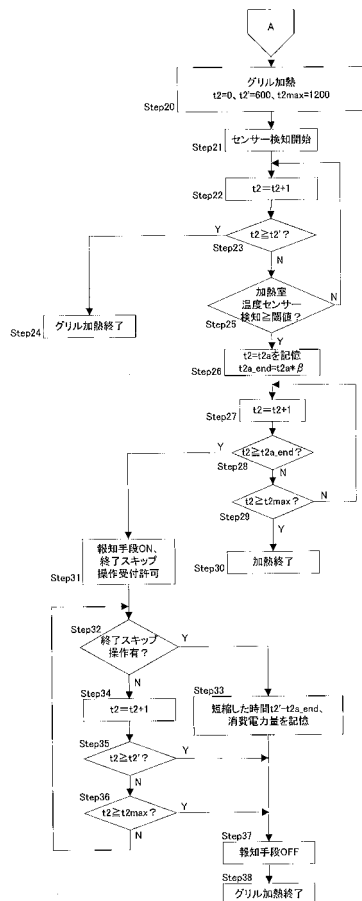 A
グリル加熱
t2=0、t2'=600、t2max=1200
Step20
センサー検知開始
Step21
t2=t2+1
Step22
t2≧t2'?
Y
Step23
N
グリル加熱終了
Step24
加熱室
温度センサー
検知≧閾値?
N
Step25
Y
t2=t2aを記憶
t2a_end=t2a*β
Step26
t2=t2+1
Step27
Y
t2≧t2a_end?
Step28
N
t2≧t2max?
N
Step29
Y
加熱終了
Step30
報知手段ON、
終了スキップ
操作受付許可
Step31
Step32
終了スキップ
操作有?
Y
N
Step33
短縮した時間t2'-t2a_end、
消費電力量を記憶
Step34
t2=t2+1
Step35
t2≧t2'?
Y
N
Step36
t2≧t2max?
Y
N
Step37
報知手段OFF
Step38
グリル加熱終了